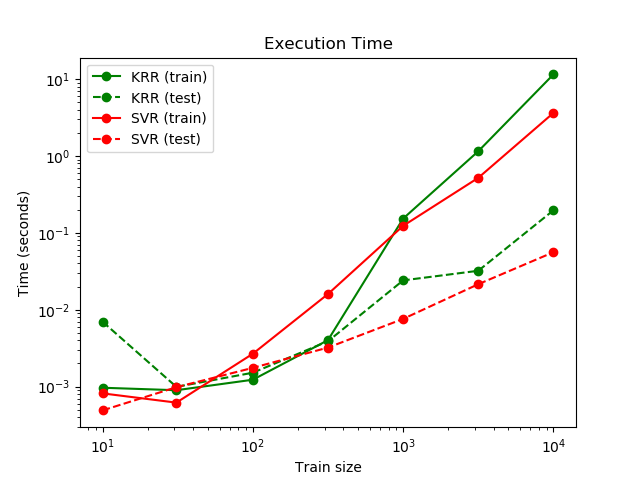 Execution Time
KRR (train)
KRR (test)
SVR (train)
SVR (test)
Time (seconds)
10¹
10⁰
10⁻¹
10⁻²
10⁻³
10¹ 10² 10³ 10⁴
Train size